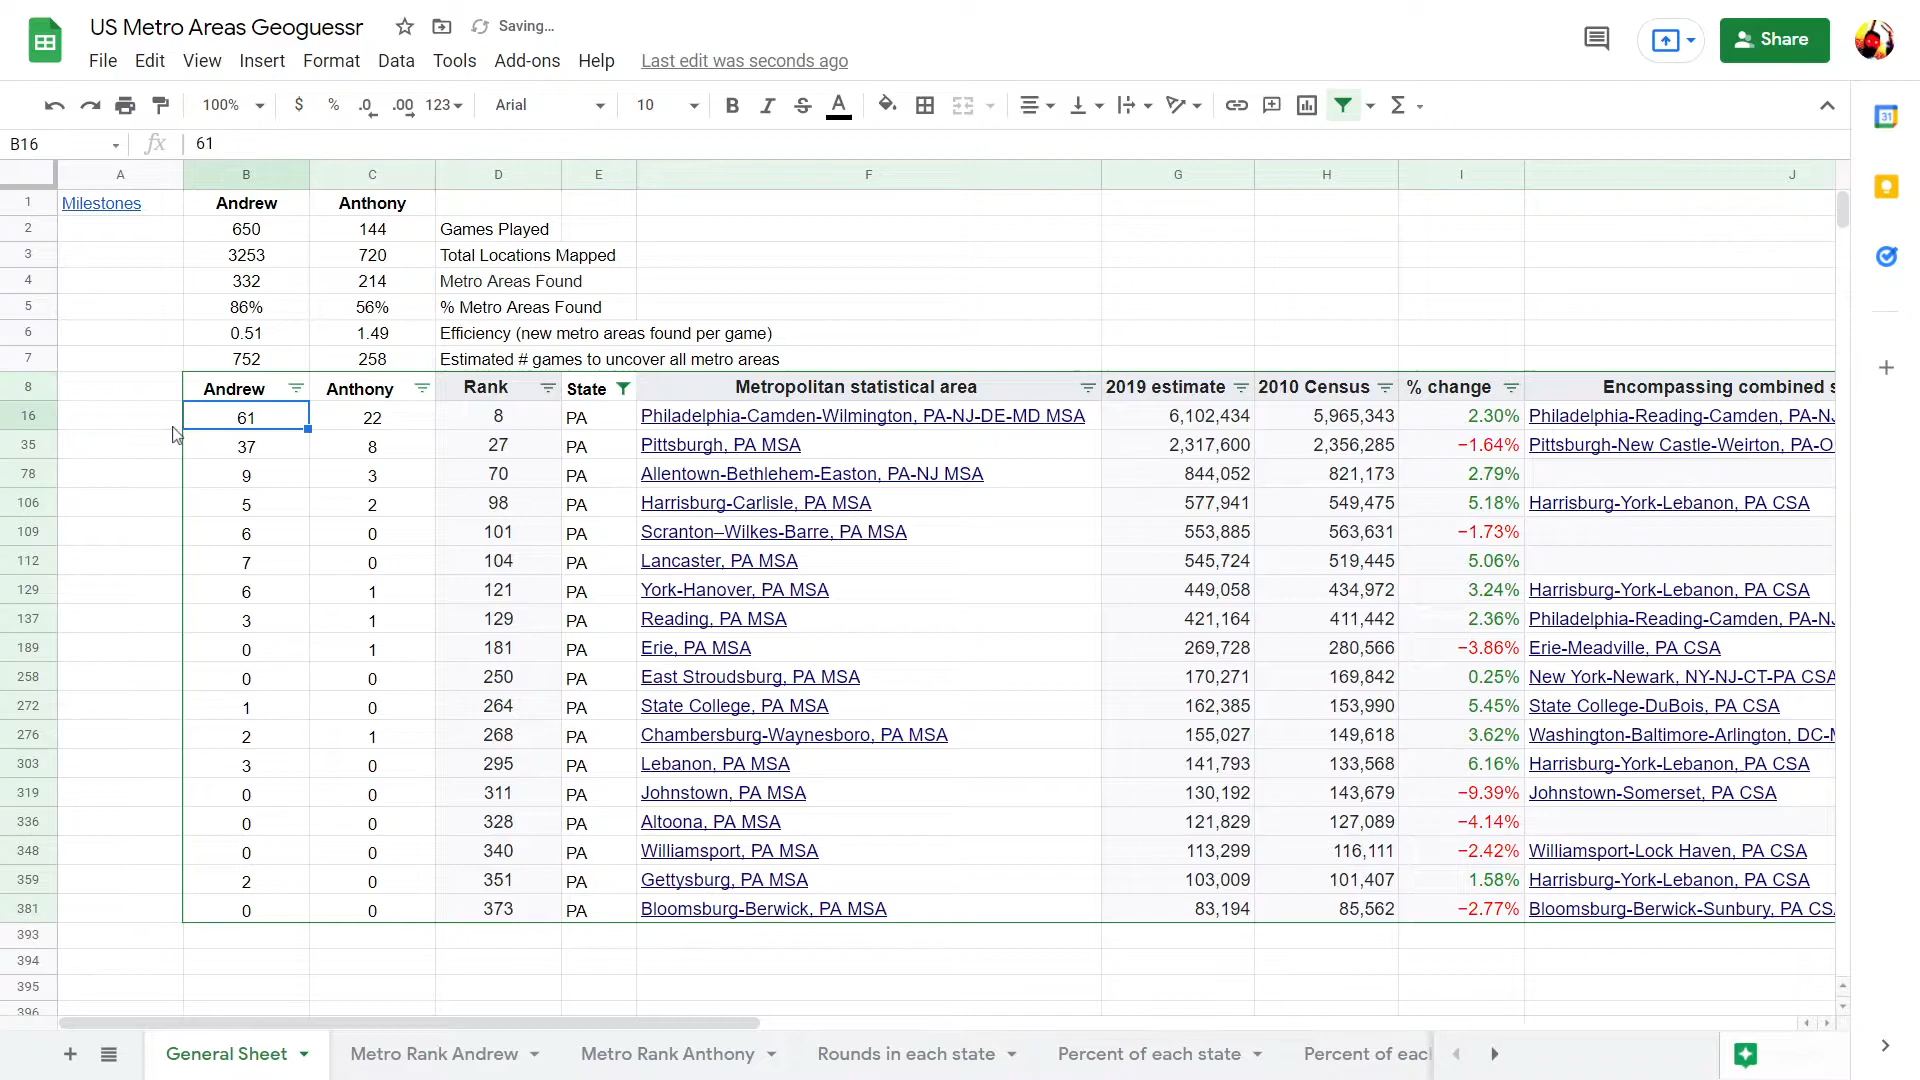 US Metro Areas Geoguessr Saving...
File Edit View Insert Format Data Tools Add-ons Help Last edit was seconds ago
Share
100% $ % .0 .00 123 Arial 10 B I S A Σ
31
B16 fx 61
A B C D E F G H I J
1 Milestones Andrew Anthony
2 650 144 Games Played
3 3253 720 Total Locations Mapped
4 332 214 Metro Areas Found
5 86% 56% % Metro Areas Found
6 0.51 1.49 Efficiency (new metro areas found per game)
7 752 258 Estimated # games to uncover all metro areas
8 Andrew Anthony Rank State Metropolitan statistical area 2019 estimate 2010 Census % change Encompassing combined s
16 61 22 8 PA Philadelphia-Camden-Wilmington, PA-NJ-DE-MD MSA 6,102,434 5,965,343 2.30% Philadelphia-Reading-Camden, PA-NJ
35 37 8 27 PA Pittsburgh, PA MSA 2,317,600 2,356,285 −1.64% Pittsburgh-New Castle-Weirton, PA-O
78 9 3 70 PA Allentown-Bethlehem-Easton, PA-NJ MSA 844,052 821,173 2.79%
106 5 2 98 PA Harrisburg-Carlisle, PA MSA 577,941 549,475 5.18% Harrisburg-York-Lebanon, PA CSA
109 6 0 101 PA Scranton–Wilkes-Barre, PA MSA 553,885 563,631 −1.73%
112 7 0 104 PA Lancaster, PA MSA 545,724 519,445 5.06%
129 6 1 121 PA York-Hanover, PA MSA 449,058 434,972 3.24% Harrisburg-York-Lebanon, PA CSA
137 3 1 129 PA Reading, PA MSA 421,164 411,442 2.36% Philadelphia-Reading-Camden, PA-NJ
189 0 1 181 PA Erie, PA MSA 269,728 280,566 −3.86% Erie-Meadville, PA CSA
258 0 0 250 PA East Stroudsburg, PA MSA 170,271 169,842 0.25% New York-Newark, NY-NJ-CT-PA CSA
272 1 0 264 PA State College, PA MSA 162,385 153,990 5.45% State College-DuBois, PA CSA
276 2 1 268 PA Chambersburg-Waynesboro, PA MSA 155,027 149,618 3.62% Washington-Baltimore-Arlington, DC-M
303 3 0 295 PA Lebanon, PA MSA 141,793 133,568 6.16% Harrisburg-York-Lebanon, PA CSA
319 0 0 311 PA Johnstown, PA MSA 130,192 143,679 −9.39% Johnstown-Somerset, PA CSA
336 0 0 328 PA Altoona, PA MSA 121,829 127,089 −4.14%
348 0 0 340 PA Williamsport, PA MSA 113,299 116,111 −2.42% Williamsport-Lock Haven, PA CSA
359 2 0 351 PA Gettysburg, PA MSA 103,009 101,407 1.58% Harrisburg-York-Lebanon, PA CSA
381 0 0 373 PA Bloomsburg-Berwick, PA MSA 83,194 85,562 −2.77% Bloomsburg-Berwick-Sunbury, PA CS
393
394
395
396
General Sheet Metro Rank Andrew Metro Rank Anthony Rounds in each state Percent of each state Percent of eac